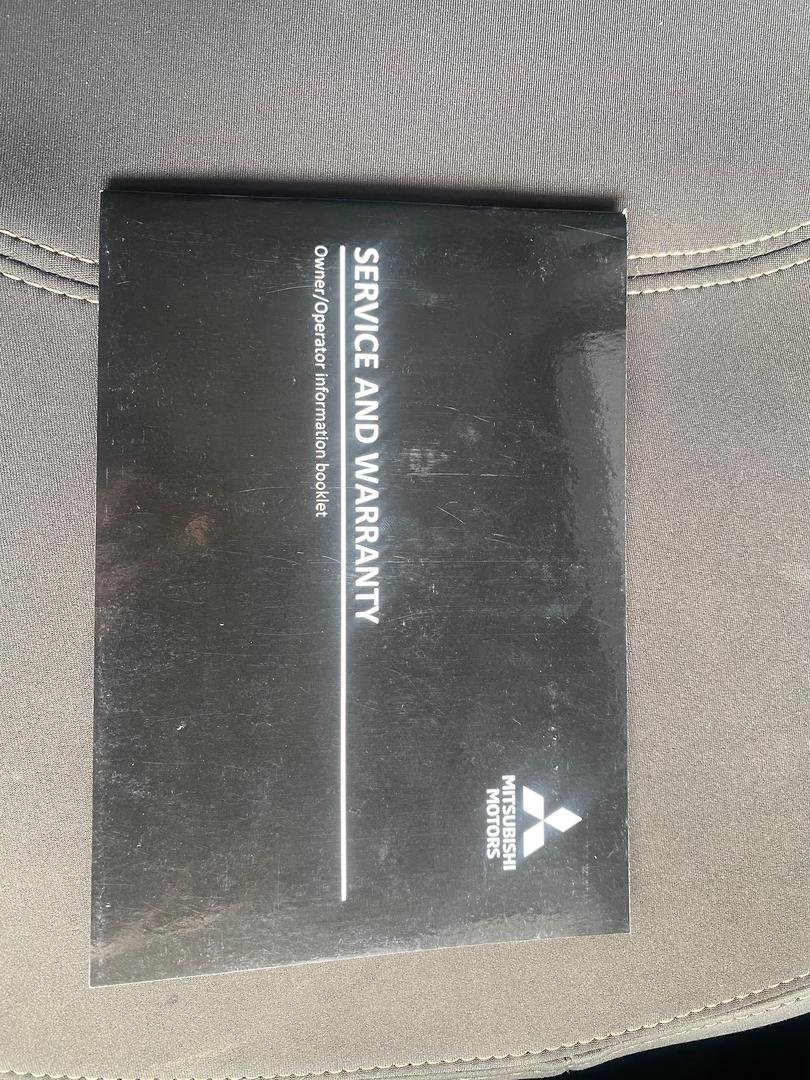 MITSUBISHI
MOTORS
SERVICE AND WARRANTY
Owner/Operator information booklet